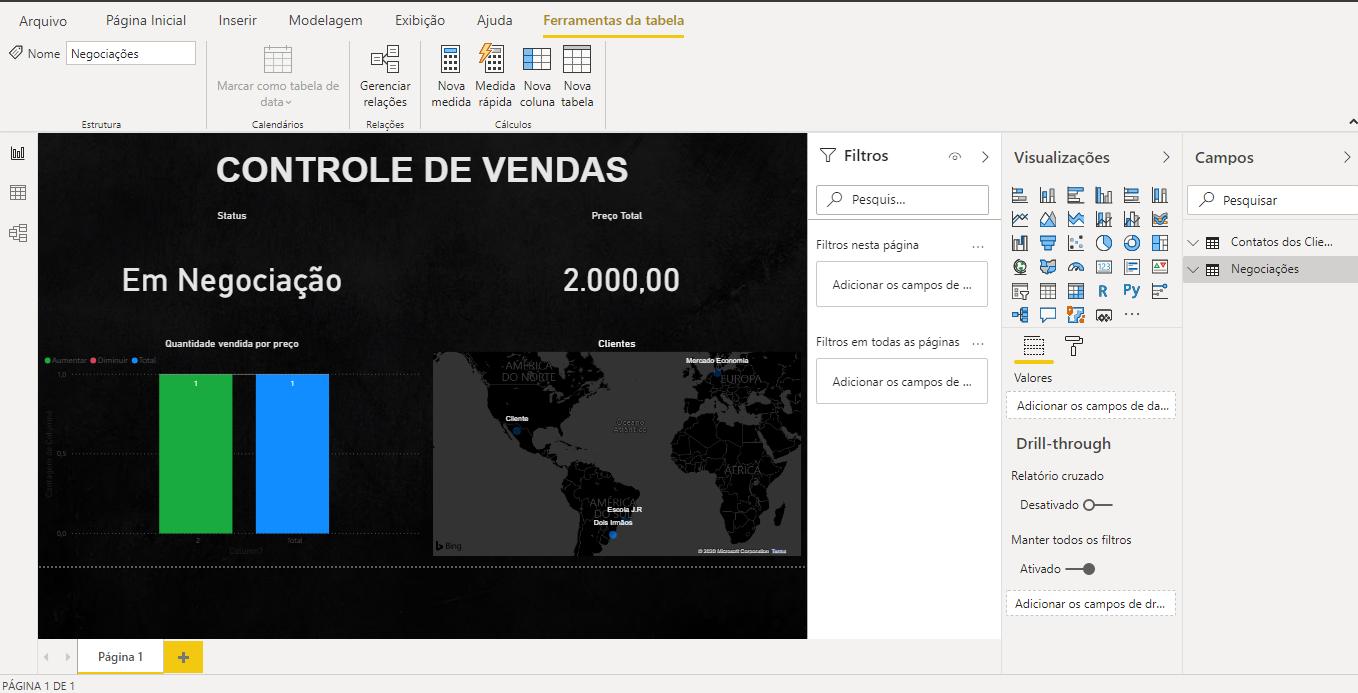 Arquivo Página Inicial Inserir Modelagem Exibição Ajuda Ferramentas da tabela
Nome Negociações
Marcar como tabela de
data
Gerenciar
relações
Nova
medida
Medida
rápida
Nova
coluna
Nova
tabela
Estrutura Calendários Relações Cálculos
CONTROLE DE VENDAS
Status
Preço Total
Em Negociação
2.000,00
Quantidade vendida por preço
Aumentar Diminuir Total
1,0
0,5
0,0
1
1
2
Total
Column7
Clientes
Mercado Economia
AMÉRICA
DO NORTE
EUROPA
Cliente
Oceano
Atlântico
ÁFRICA
AMÉRICA
DO SUL
Escola J.R
Dois Irmãos
Bing
© 2020 Microsoft Corporation Terms
Filtros
Pesquis...
Filtros nesta página ...
Adicionar os campos de ...
Filtros em todas as páginas ...
Adicionar os campos de ...
Visualizações
123
R
Py
...
Valores
Adicionar os campos de da...
Drill-through
Relatório cruzado
Desativado
Manter todos os filtros
Ativado
Adicionar os campos de dr...
Campos
Pesquisar
Contatos dos Clie...
Negociações
Página 1
+
PÁGINA 1 DE 1